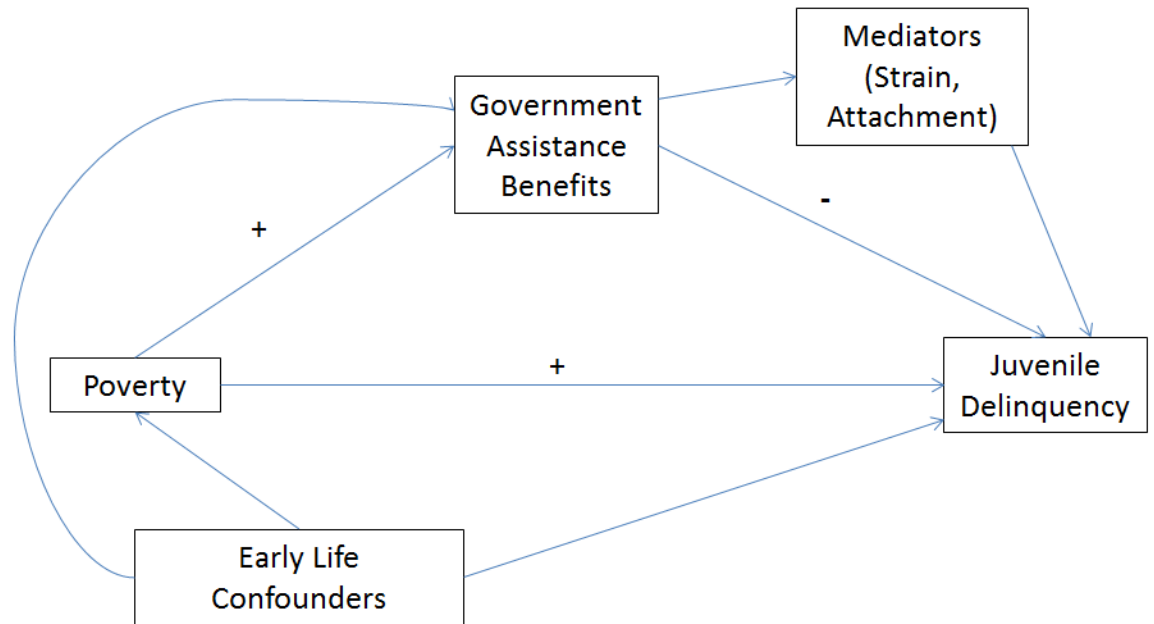 Mediators
(Strain,
Attachment)
Government
Assistance
Benefits
-
+
+
Poverty
Juvenile
Delinquency
Early Life
Confounders